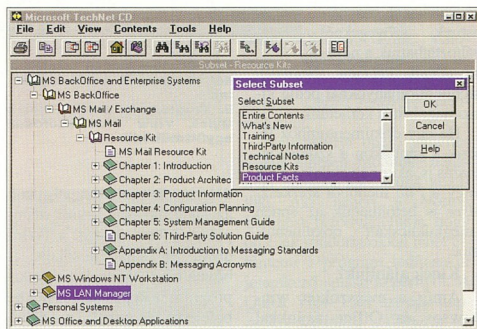 Microsoft TechNet CD
File Edit View Contents Tools Help
Subset - Resource Kits
MS BackOffice and Enterprise Systems
MS BackOffice
MS Mail / Exchange
MS Mail
Resource Kit
MS Mail Resource Kit
Chapter 1: Introduction
Chapter 2: Product Architec
Chapter 3: Product Information
Chapter 4: Configuration Planning
Chapter 5: System Management Guide
Chapter 6: Third-Party Solution Guide
Appendix A: Introduction to Messaging Standards
Appendix B: Messaging Acronyms
MS Windows NT Workstation
MS LAN Manager
Personal Systems
MS Office and Desktop Applications
Select Subset
Select Subset
Entire Contents
What's New
Training
Third-Party Information
Technical Notes
Resource Kits
Product Facts
OK
Cancel
Help